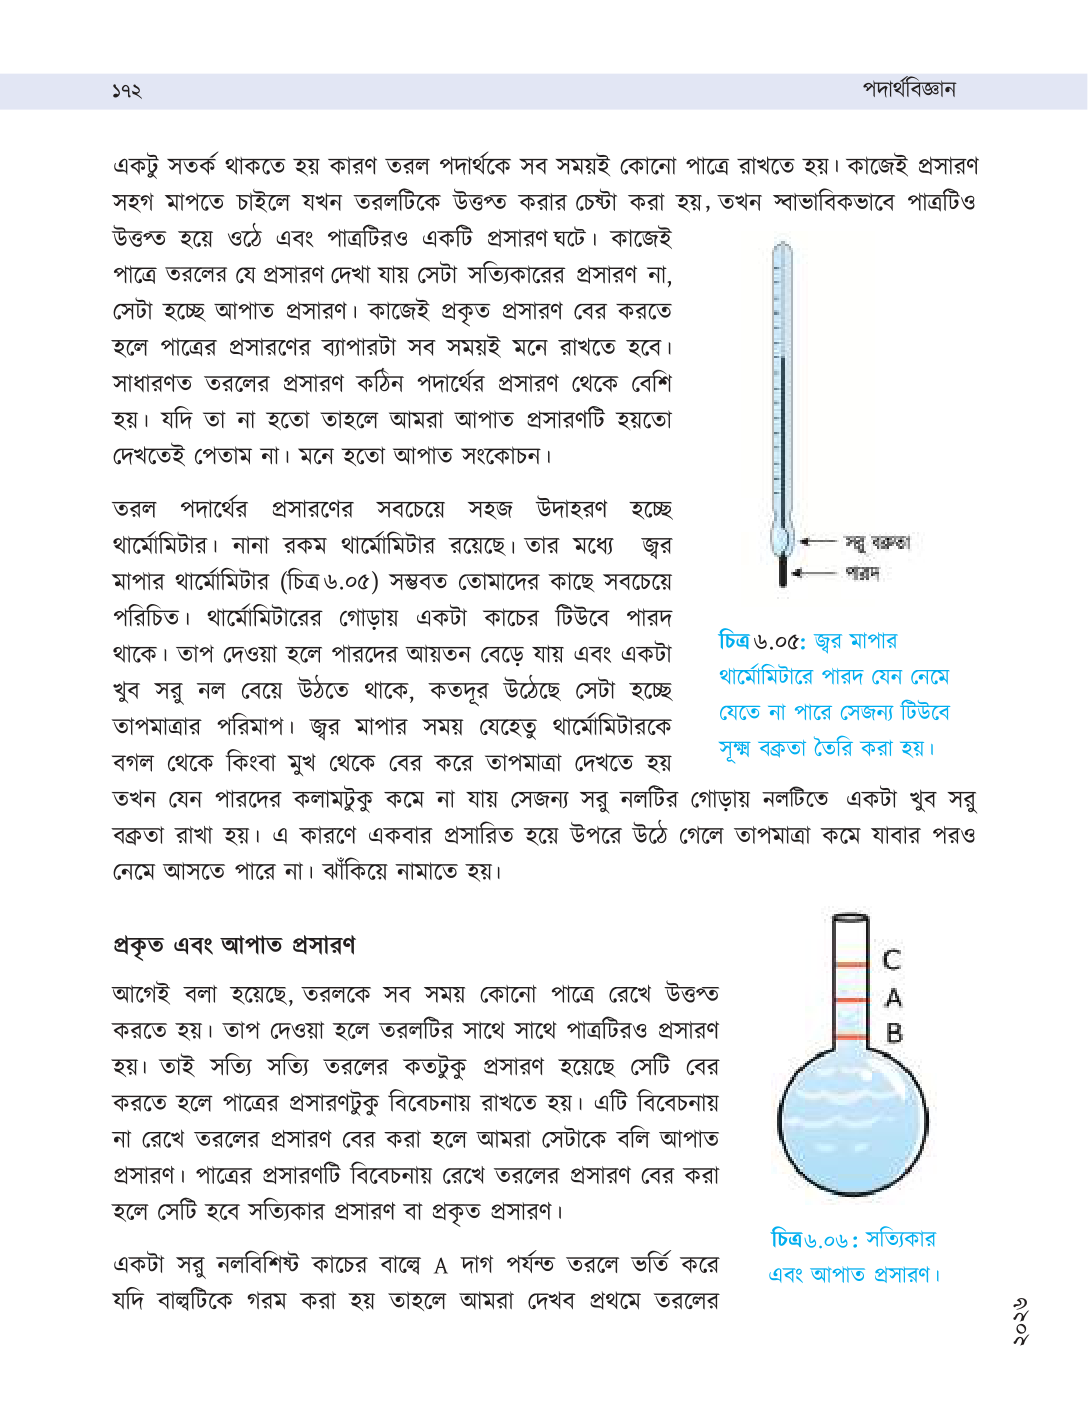 ১৭২
পদার্থবিজ্ঞান
একটু সতর্ক থাকতে হয় কারণ তরল পদার্থকে সব সময়ই কোনো পাত্রে রাখতে হয়। কাজেই প্রসারণ
সহগ মাপতে চাইলে যখন তরলটিকে উত্তপ্ত করার চেষ্টা করা হয়, তখন স্বাভাবিকভাবে পাত্রটিও
উত্তপ্ত হয়ে ওঠে এবং পাত্রটিরও একটি প্রসারণ ঘটে। কাজেই
পাত্রে তরলের যে প্রসারণ দেখা যায় সেটা সত্যিকারের প্রসারণ না,
সেটা হচ্ছে আপাত প্রসারণ। কাজেই প্রকৃত প্রসারণ বের করতে
হলে পাত্রের প্রসারণের ব্যাপারটা সব সময়ই মনে রাখতে হবে।
সাধারণত তরলের প্রসারণ কঠিন পদার্থের প্রসারণ থেকে বেশি
হয়। যদি তা না হতো তাহলে আমরা আপাত প্রসারণটি হয়তো
দেখতেই পেতাম না। মনে হতো আপাত সংকোচন।
তরল পদার্থের প্রসারণের সবচেয়ে সহজ উদাহরণ হচ্ছে
থার্মোমিটার। নানা রকম থার্মোমিটার রয়েছে। তার মধ্যে জ্বর
মাপার থার্মোমিটার (চিত্র ৬.০৫) সম্ভবত তোমাদের কাছে সবচেয়ে
পরিচিত। থার্মোমিটারের গোড়ায় একটা কাচের টিউবে পারদ
থাকে। তাপ দেওয়া হলে পারদের আয়তন বেড়ে যায় এবং একটা
খুব সরু নল বেয়ে উঠতে থাকে, কতদূর উঠেছে সেটা হচ্ছে
তাপমাত্রার পরিমাপ। জ্বর মাপার সময় যেহেতু থার্মোমিটারকে
বগল থেকে কিংবা মুখ থেকে বের করে তাপমাত্রা দেখতে হয়
তখন যেন পারদের কলামটুকু কমে না যায় সেজন্য সরু নলটির গোড়ায় নলটিতে একটা খুব সরু
বক্রতা রাখা হয়। এ কারণে একবার প্রসারিত হয়ে উপরে উঠে গেলে তাপমাত্রা কমে যাবার পরও
নেমে আসতে পারে না। ঝাঁকিয়ে নামাতে হয়।
সরু বক্রতা
পারদ
চিত্র ৬.০৫: জ্বর মাপার
থার্মোমিটারে পারদ যেন নেমে
যেতে না পারে সেজন্য টিউবে
সূক্ষ্ম বক্রতা তৈরি করা হয়।
প্রকৃত এবং আপাত প্রসারণ
আগেই বলা হয়েছে, তরলকে সব সময় কোনো পাত্রে রেখে উত্তপ্ত
করতে হয়। তাপ দেওয়া হলে তরলটির সাথে সাথে পাত্রটিরও প্রসারণ
হয়। তাই সত্যি সত্যি তরলের কতটুকু প্রসারণ হয়েছে সেটি বের
করতে হলে পাত্রের প্রসারণটুকু বিবেচনায় রাখতে হয়। এটি বিবেচনায়
না রেখে তরলের প্রসারণ বের করা হলে আমরা সেটাকে বলি আপাত
প্রসারণ। পাত্রের প্রসারণটি বিবেচনায় রেখে তরলের প্রসারণ বের করা
হলে সেটি হবে সত্যিকার প্রসারণ বা প্রকৃত প্রসারণ।
একটা সরু নলবিশিষ্ট কাচের বাল্বে A দাগ পর্যন্ত তরলে ভর্তি করে
যদি বাল্বটিকে গরম করা হয় তাহলে আমরা দেখব প্রথমে তরলের
C
A
B
চিত্র ৬.০৬: সত্যিকার
এবং আপাত প্রসারণ।
২০২৬